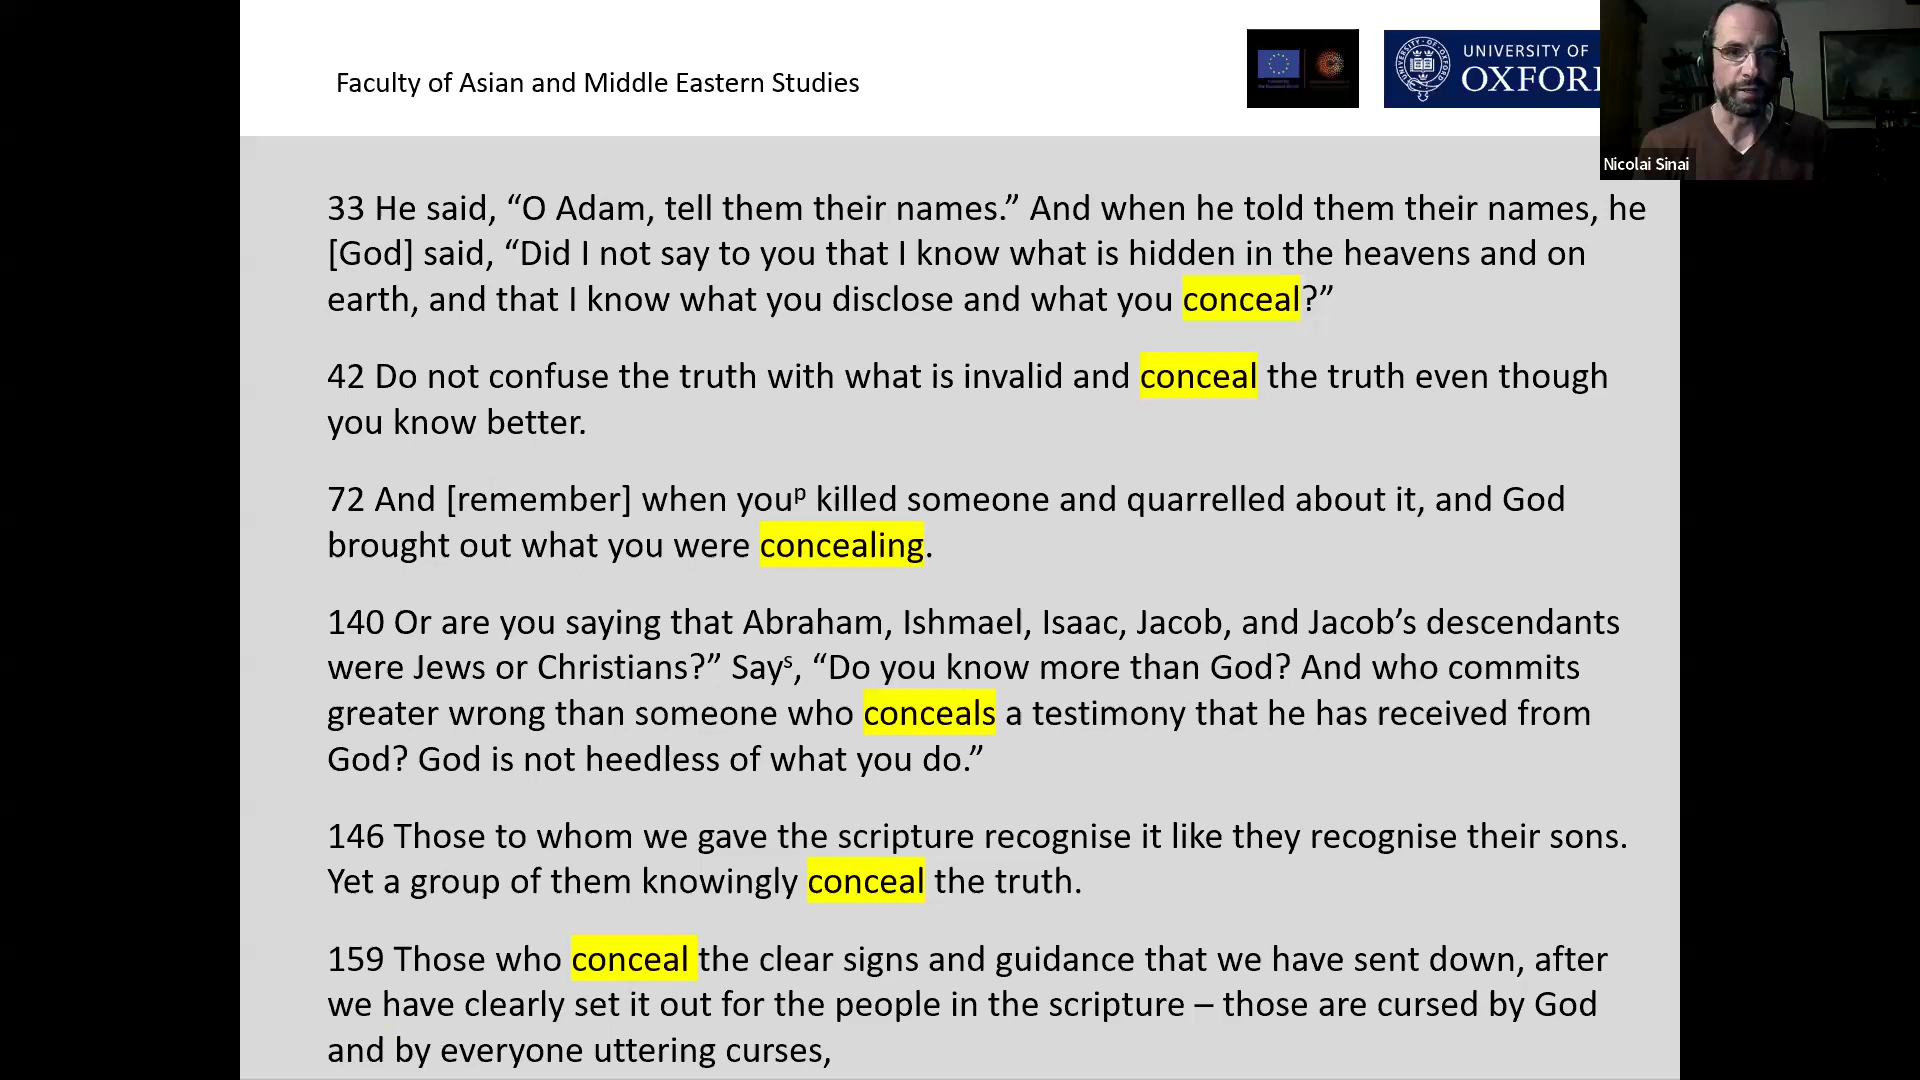 Faculty of Asian and Middle Eastern Studies
UNIVERSITY OF
OXFOR
Nicolai Sinai
33 He said, “O Adam, tell them their names.” And when he told them their names, he
[God] said, “Did I not say to you that I know what is hidden in the heavens and on
earth, and that I know what you disclose and what you conceal?”
42 Do not confuse the truth with what is invalid and conceal the truth even though
you know better.
72 And [remember] when youᵖ killed someone and quarrelled about it, and God
brought out what you were concealing.
140 Or are you saying that Abraham, Ishmael, Isaac, Jacob, and Jacob’s descendants
were Jews or Christians?” Sayˢ, “Do you know more than God? And who commits
greater wrong than someone who conceals a testimony that he has received from
God? God is not heedless of what you do.”
146 Those to whom we gave the scripture recognise it like they recognise their sons.
Yet a group of them knowingly conceal the truth.
159 Those who conceal the clear signs and guidance that we have sent down, after
we have clearly set it out for the people in the scripture – those are cursed by God
and by everyone uttering curses,